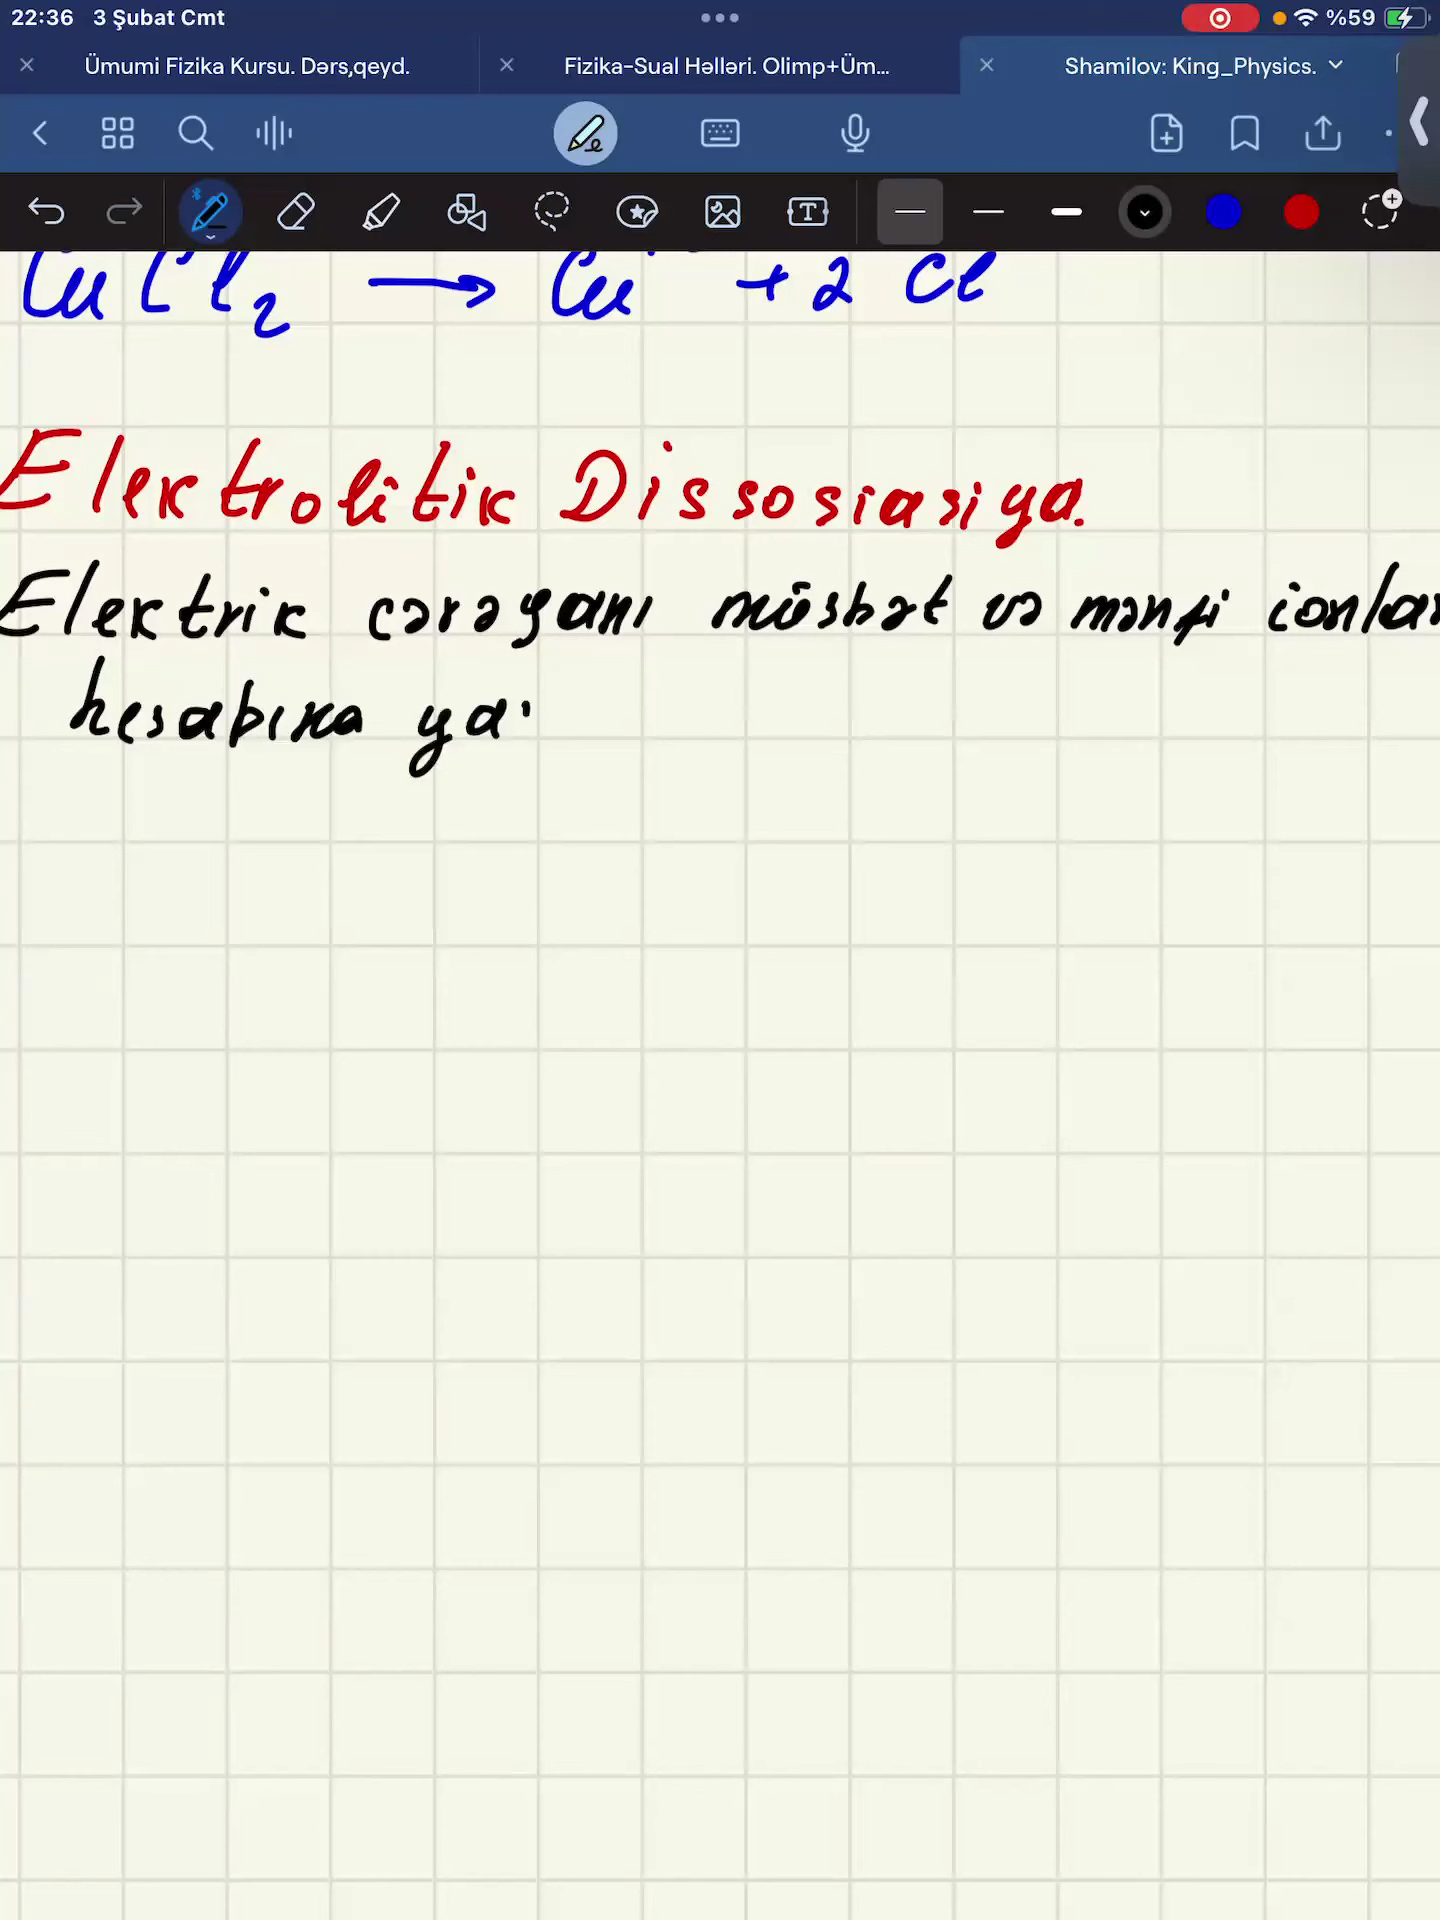 22:36 3 Şubat Cmt %59
Ümumi Fizika Kursu. Dərs,qeyd. Fizika-Sual Həlləri. Olimp+Üm... Shamilov: King_Physics.
CuCl₂ → Cu + 2 Cl
Elektrolitik Dissosiasiya.
Elektrik cərəyanı müsbət və mənfi ionlar
hesabına ya